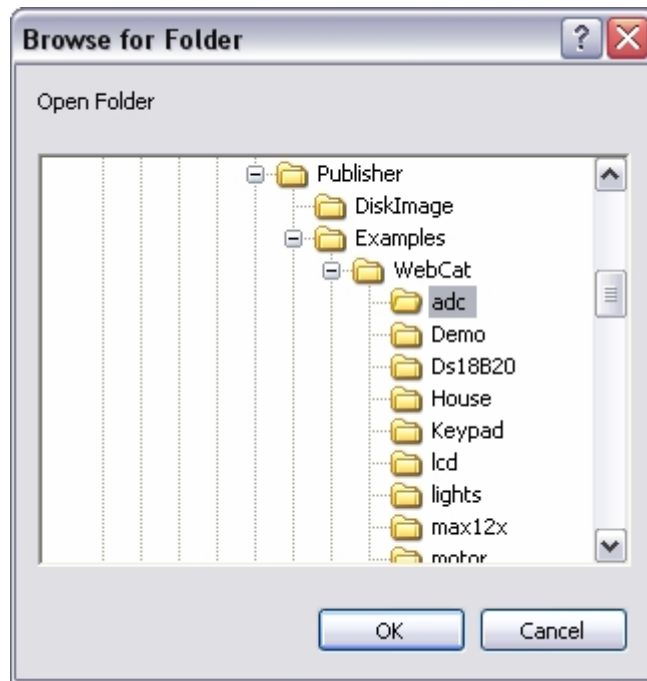 Browse for Folder
Open Folder
Publisher
DiskImage
Examples
WebCat
adc
Demo
Ds18B20
House
Keypad
lcd
lights
max12x
motor
OK Cancel